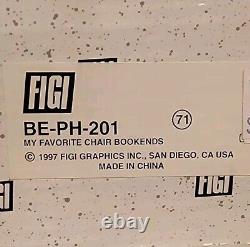 FIGI
BE-PH-201
71
MY FAVORITE CHAIR BOOKENDS
© 1997 FIGI GRAPHICS INC., SAN DIEGO, CA USA
MADE IN CHINA
FIGI